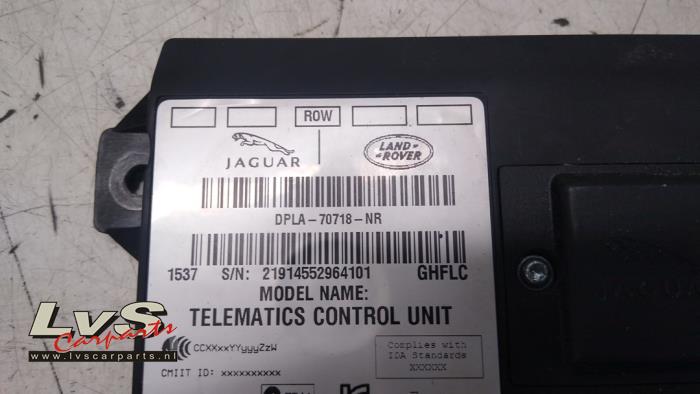 ROW
JAGUAR
LAND-
-ROVER
DPLA-70718-NR
1537 S/N: 21914552964101 GHFLC
MODEL NAME:
TELEMATICS CONTROL UNIT
CCXXxxYYyyyZzW
Complies with
IDA Standards
XXXXXX
CMIIT ID: xxxxxxxxxx
JAGUAR
LvS
Carparts
www.lvscarparts.nl